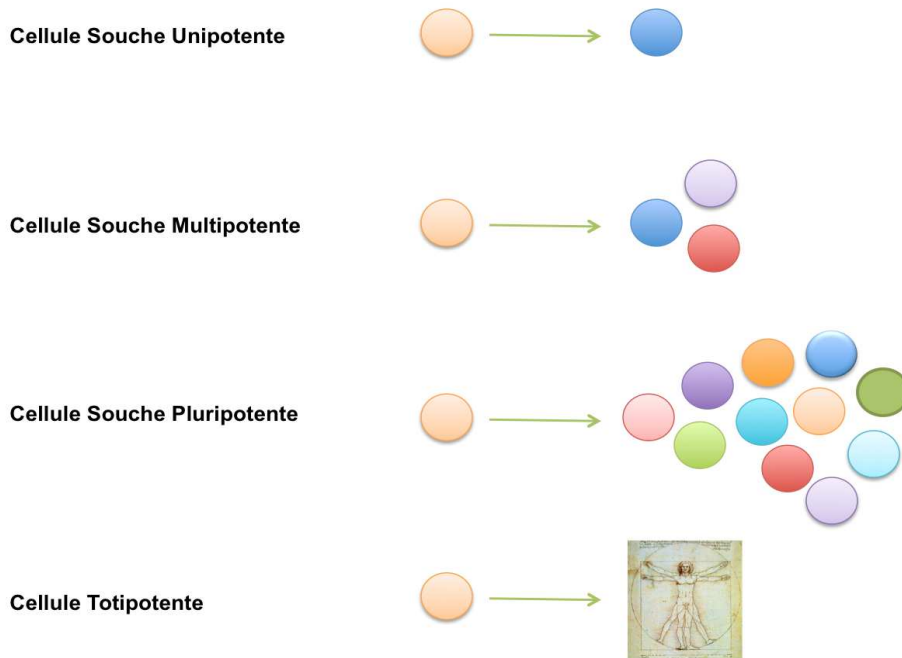 Cellule Souche Unipotente
Cellule Souche Multipotente
Cellule Souche Pluripotente
Cellule Totipotente